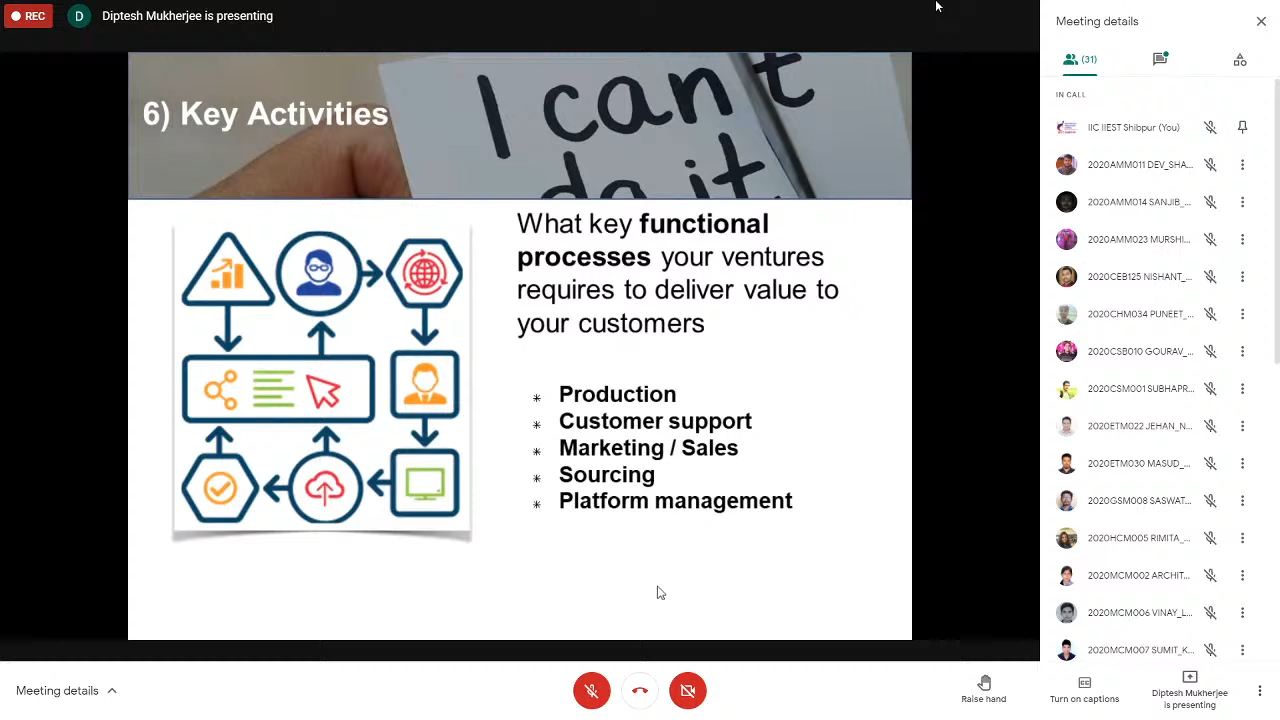 REC
D
Diptesh Mukherjee is presenting
6) Key Activities
I can't
do it.
What key functional
processes your ventures
requires to deliver value to
your customers
* Production
* Customer support
* Marketing / Sales
* Sourcing
* Platform management
Meeting details
(31)
IN CALL
IIC IIEST Shibpur (You)
2020AMM011 DEV_SHA...
2020AMM014 SANJIB_...
2020AMM023 MURSHI...
2020CEB125 NISHANT_...
2020CHM034 PUNEET_...
2020CSB010 GOURAV_...
2020CSM001 SUBHAPR...
2020ETM022 JEHAN_N...
2020ETM030 MASUD_...
2020GSM008 SASWAT...
2020HCM005 RIMITA_...
2020MCM002 ARCHIT...
2020MCM006 VINAY_L...
2020MCM007 SUMIT_K...
Meeting details
Raise hand
Turn on captions
Diptesh Mukherjee
is presenting